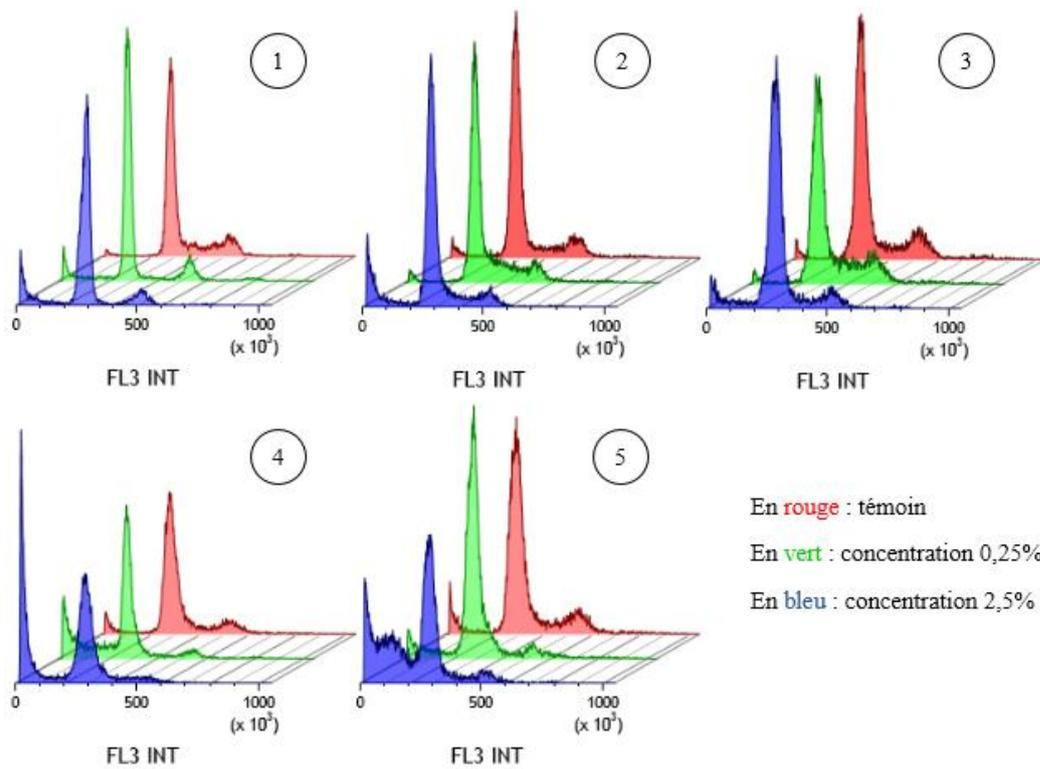 1
2
3
0 500 1000
(x 10³)
FL3 INT
0 500 1000
(x 10³)
FL3 INT
0 500 1000
(x 10³)
FL3 INT
4
5
En rouge : témoin
En vert : concentration 0,25%
En bleu : concentration 2,5%
0 500 1000
(x 10³)
FL3 INT
0 500 1000
(x 10³)
FL3 INT